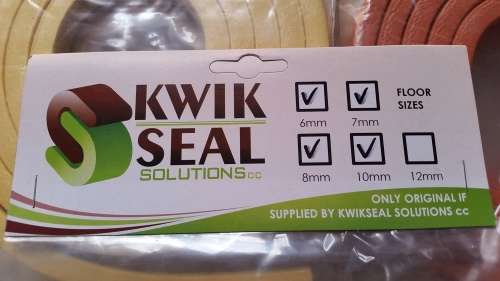 KWIK
SEAL
SOLUTIONS cc
FLOOR
SIZES
6mm 7mm
8mm 10mm 12mm
ONLY ORIGINAL IF
SUPPLIED BY KWIKSEAL SOLUTIONS cc